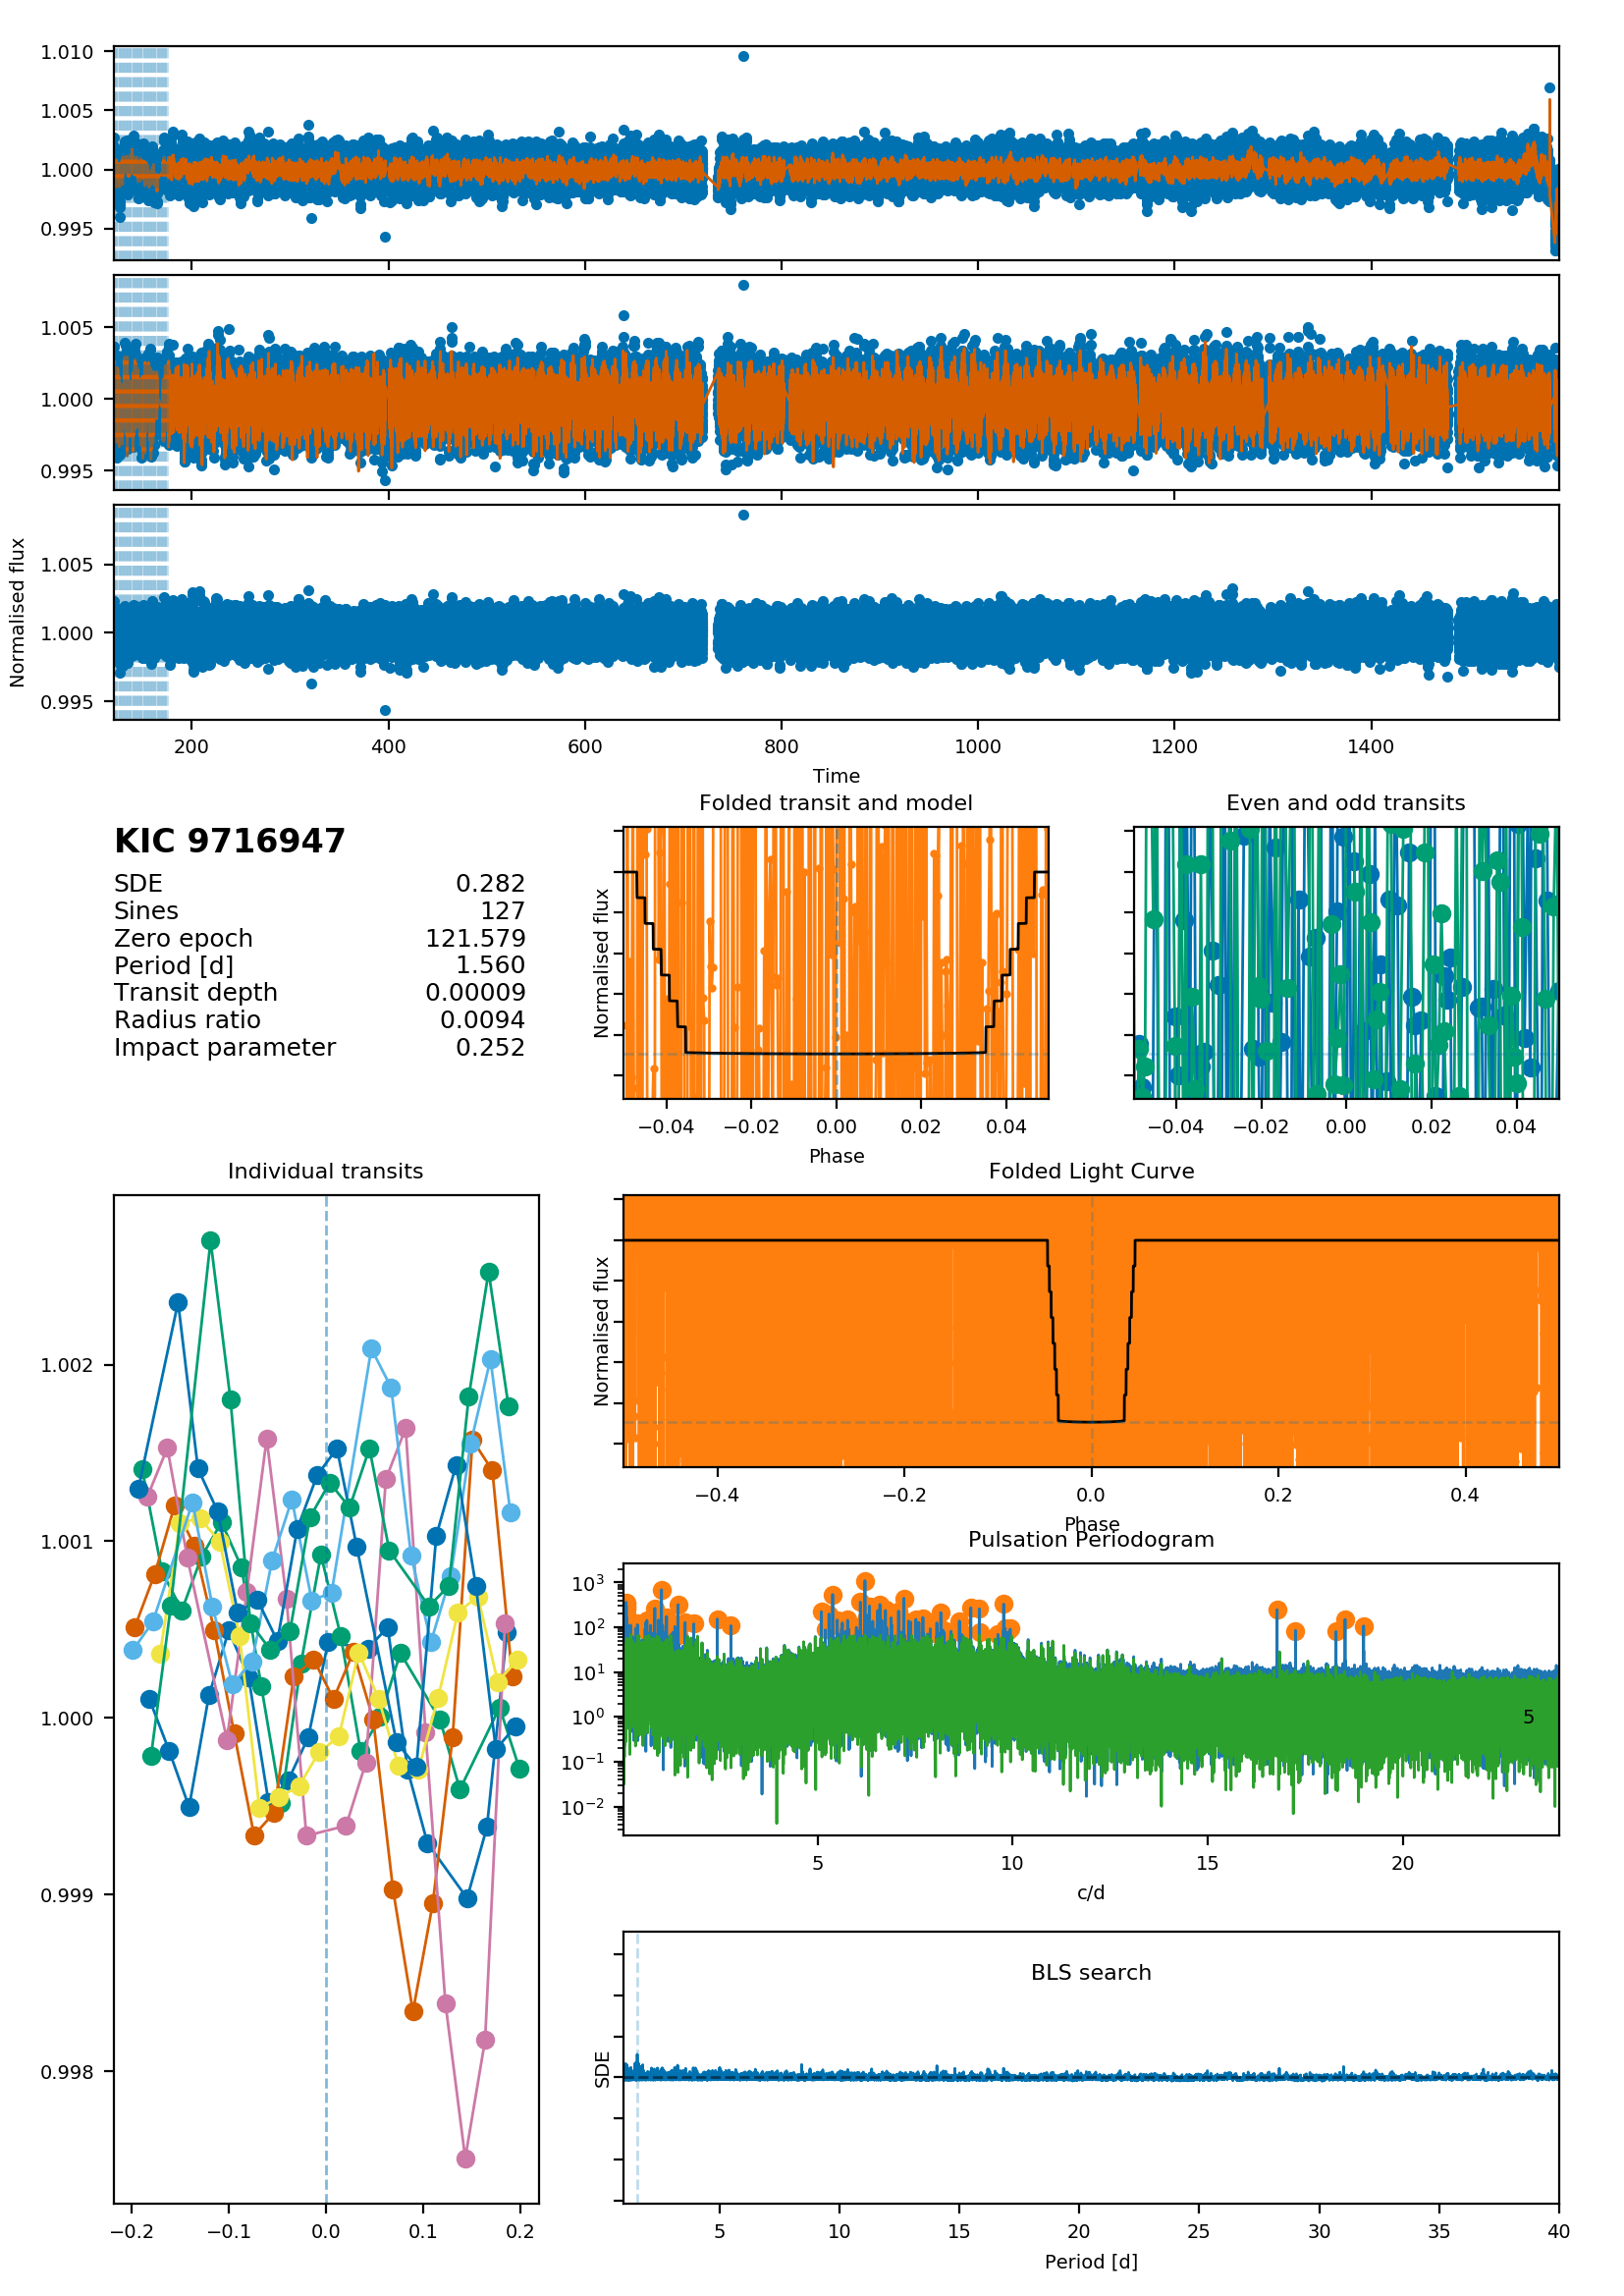 1.010
1.005
1.000
0.995
1.005
1.000
0.995
1.005
1.000
0.995
Normalised flux
200 400 600 800 1000 1200 1400
Time
KIC 9716947
SDE 0.282
Sines 127
Zero epoch 121.579
Period [d] 1.560
Transit depth 0.00009
Radius ratio 0.0094
Impact parameter 0.252
Folded transit and model
Normalised flux
−0.04 −0.02 0.00 0.02 0.04
Phase
Even and odd transits
−0.04 −0.02 0.00 0.02 0.04
Individual transits
1.002
1.001
1.000
0.999
0.998
−0.2 −0.1 0.0 0.1 0.2
Folded Light Curve
Normalised flux
−0.4 −0.2 0.0 0.2 0.4
Phase
Pulsation Periodogram
10³
10²
10¹
10⁰
10⁻¹
10⁻²
5
5 10 15 20
c/d
BLS search
SDE
5 10 15 20 25 30 35 40
Period [d]